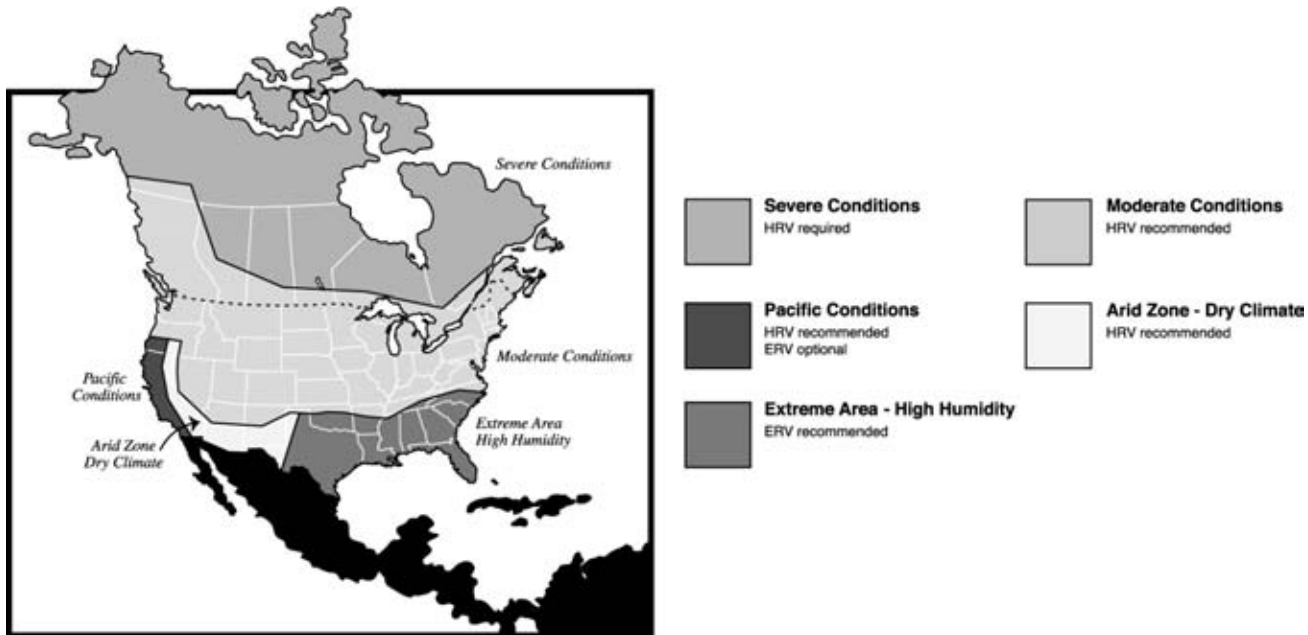 Severe Conditions
Moderate Conditions
Pacific
Conditions
Extreme Area
High Humidity
Arid Zone
Dry Climate
Severe Conditions
HRV required
Moderate Conditions
HRV recommended
Pacific Conditions
HRV recommended
ERV optional
Arid Zone - Dry Climate
HRV recommended
Extreme Area - High Humidity
ERV recommended